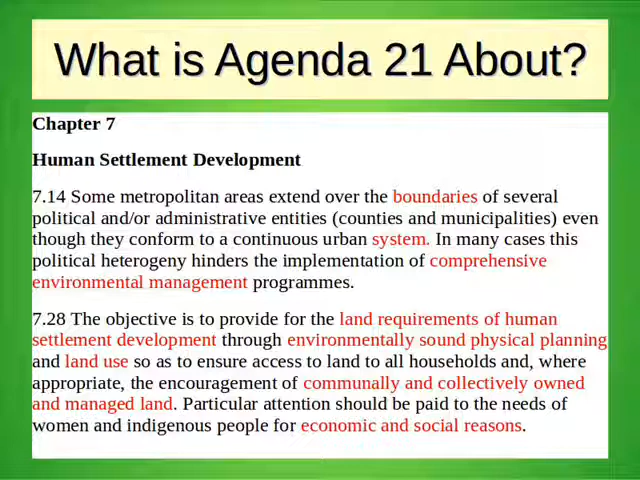 What is Agenda 21 About?
Chapter 7
Human Settlement Development
7.14 Some metropolitan areas extend over the boundaries of several
political and/or administrative entities (counties and municipalities) even
though they conform to a continuous urban system. In many cases this
political heterogeny hinders the implementation of comprehensive
environmental management programmes.
7.28 The objective is to provide for the land requirements of human
settlement development through environmentally sound physical planning
and land use so as to ensure access to land to all households and, where
appropriate, the encouragement of communally and collectively owned
and managed land. Particular attention should be paid to the needs of
women and indigenous people for economic and social reasons.